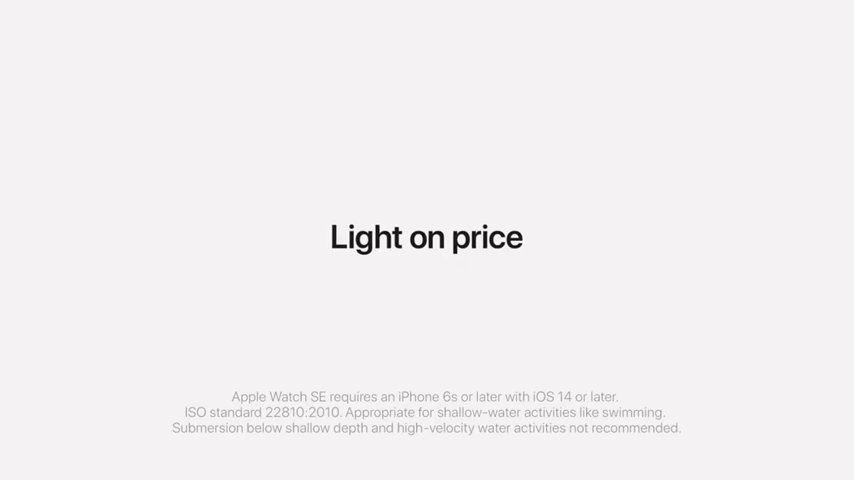 Light on price
Apple Watch SE requires an iPhone 6s or later with iOS 14 or later.
ISO standard 22810:2010. Appropriate for shallow-water activities like swimming.
Submersion below shallow depth and high-velocity water activities not recommended.